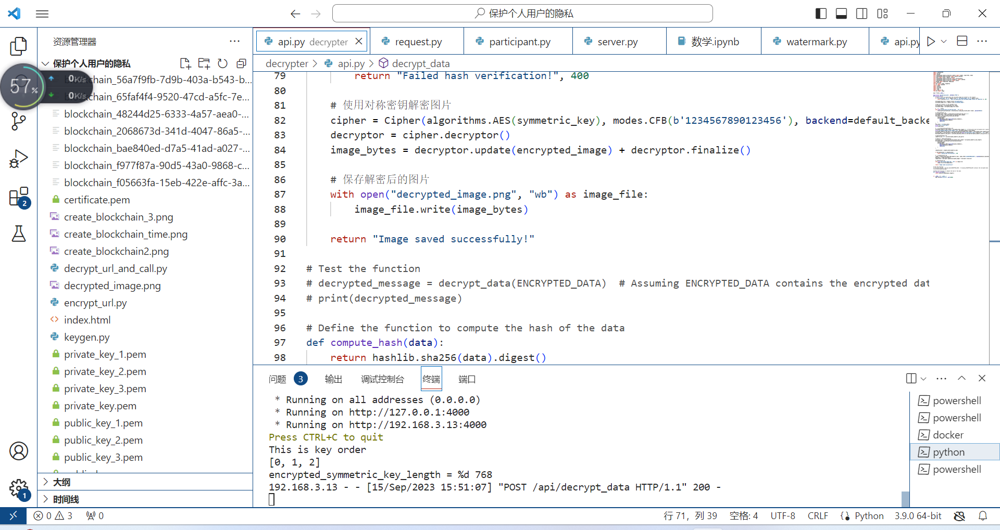 保护个人用户的隐私
资源管理器
保护个人用户的隐私
blockchain_56a7f9fb-7d9b-403a-b543-b...
blockchain_65faf4f4-9520-47cd-a5fc-7e...
blockchain_48244d25-6333-4a57-aea0-...
blockchain_2068673d-341d-4047-86a5-...
blockchain_bae840ed-d7a5-41ad-a027-...
blockchain_f977f87a-90d5-43a0-9868-c...
blockchain_f05663fa-15eb-422e-affc-3a...
certificate.pem
create_blockchain_3.png
create_blockchain_time.png
create_blockchain2.png
decrypt_url_and_call.py
decrypted_image.png
encrypt_url.py
index.html
keygen.py
private_key_1.pem
private_key_2.pem
private_key_3.pem
private_key.pem
public_key_1.pem
public_key_2.pem
public_key_3.pem
大纲
时间线
57%
0K/s
0K/s
2
1
api.py decrypter request.py participant.py server.py 数学.ipynb watermark.py api.py
decrypter > api.py > decrypt_data
79 return "Failed hash verification!", 400
80
81 # 使用对称密钥解密图片
82 cipher = Cipher(algorithms.AES(symmetric_key), modes.CFB(b'1234567890123456'), backend=default_backe
83 decryptor = cipher.decryptor()
84 image_bytes = decryptor.update(encrypted_image) + decryptor.finalize()
85
86 # 保存解密后的图片
87 with open("decrypted_image.png", "wb") as image_file:
88 image_file.write(image_bytes)
89
90 return "Image saved successfully!"
91
92 # Test the function
93 # decrypted_message = decrypt_data(ENCRYPTED_DATA)  # Assuming ENCRYPTED_DATA contains the encrypted dat
94 # print(decrypted_message)
95
96 # Define the function to compute the hash of the data
97 def compute_hash(data):
98 return hashlib.sha256(data).digest()
问题 3 输出 调试控制台 终端 端口
* Running on all addresses (0.0.0.0)
* Running on http://127.0.0.1:4000
* Running on http://192.168.3.13:4000
Press CTRL+C to quit
This is key order
[0, 1, 2]
encrypted_symmetric_key_length = %d 768
192.168.3.13 - - [15/Sep/2023 15:51:07] "POST /api/decrypt_data HTTP/1.1" 200 -
powershell
powershell
docker
python
powershell
0 3 0 行 71，列 39 空格: 4 UTF-8 CRLF Python 3.9.0 64-bit